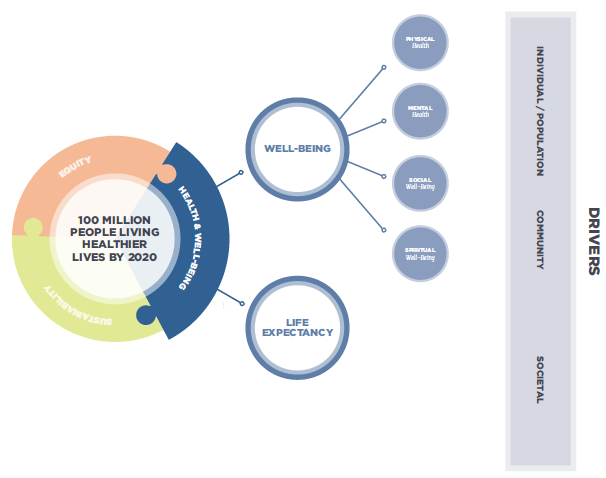 EQUITY
100 MILLION
PEOPLE LIVING
HEALTHIER
LIVES BY 2020
SUSTAINABILITY
HEALTH & WELL-BEING
WELL-BEING
LIFE
EXPECTANCY
PHYSICAL
Health
MENTAL
Health
SOCIAL
Well-Being
SPIRITUAL
Well-Being
INDIVIDUAL / POPULATION
COMMUNITY
SOCIETAL
DRIVERS